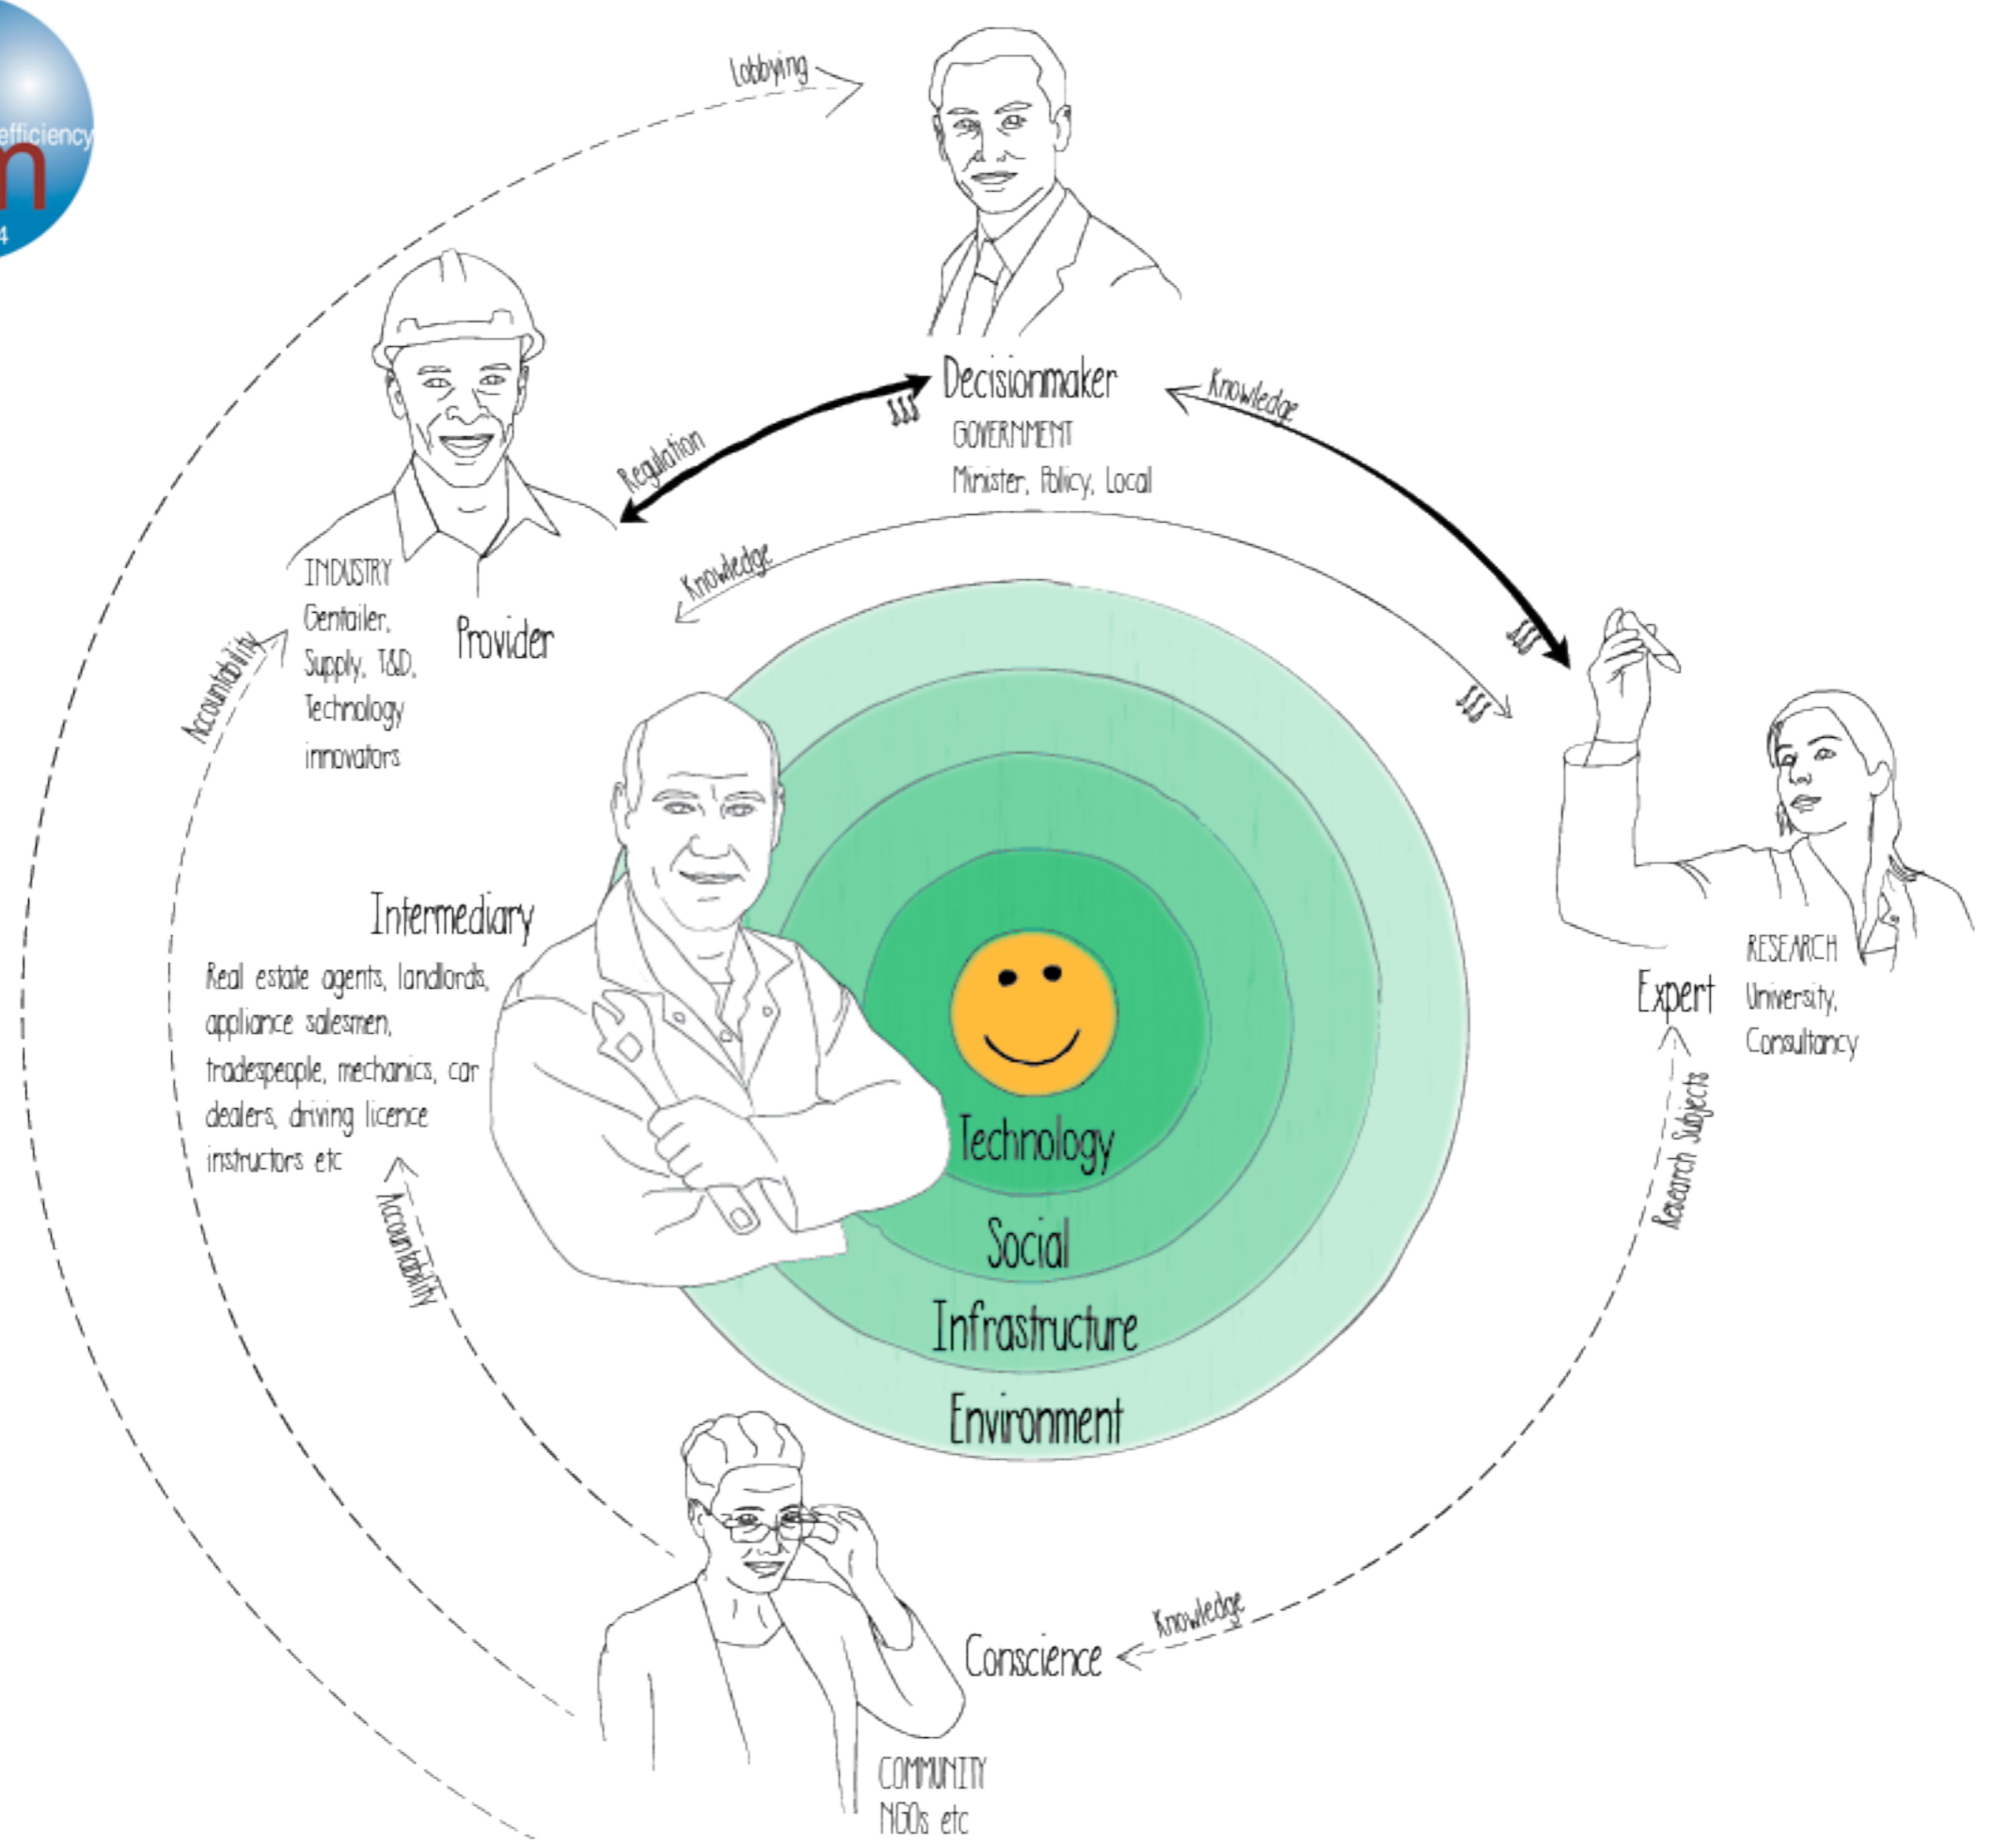 efficiency
m
4
Lobbying
Decisionmaker
GOVERNMENT
Minister, Policy, Local
Knowledge
Regulation
Knowledge
INDUSTRY
Gentailer,
Supply, T&D,
Technology
innovators
Provider
Accountability
Intermediary
Real estate agents, landlords,
appliance salesmen,
tradespeople, mechanics, car
dealers, driving licence
instructors etc
Accountability
$$$
$$$
$$$
RESEARCH
University,
Consultancy
Expert
Research Subjects
Technology
Social
Infrastructure
Environment
Knowledge
Conscience
COMMUNITY
NGOs etc